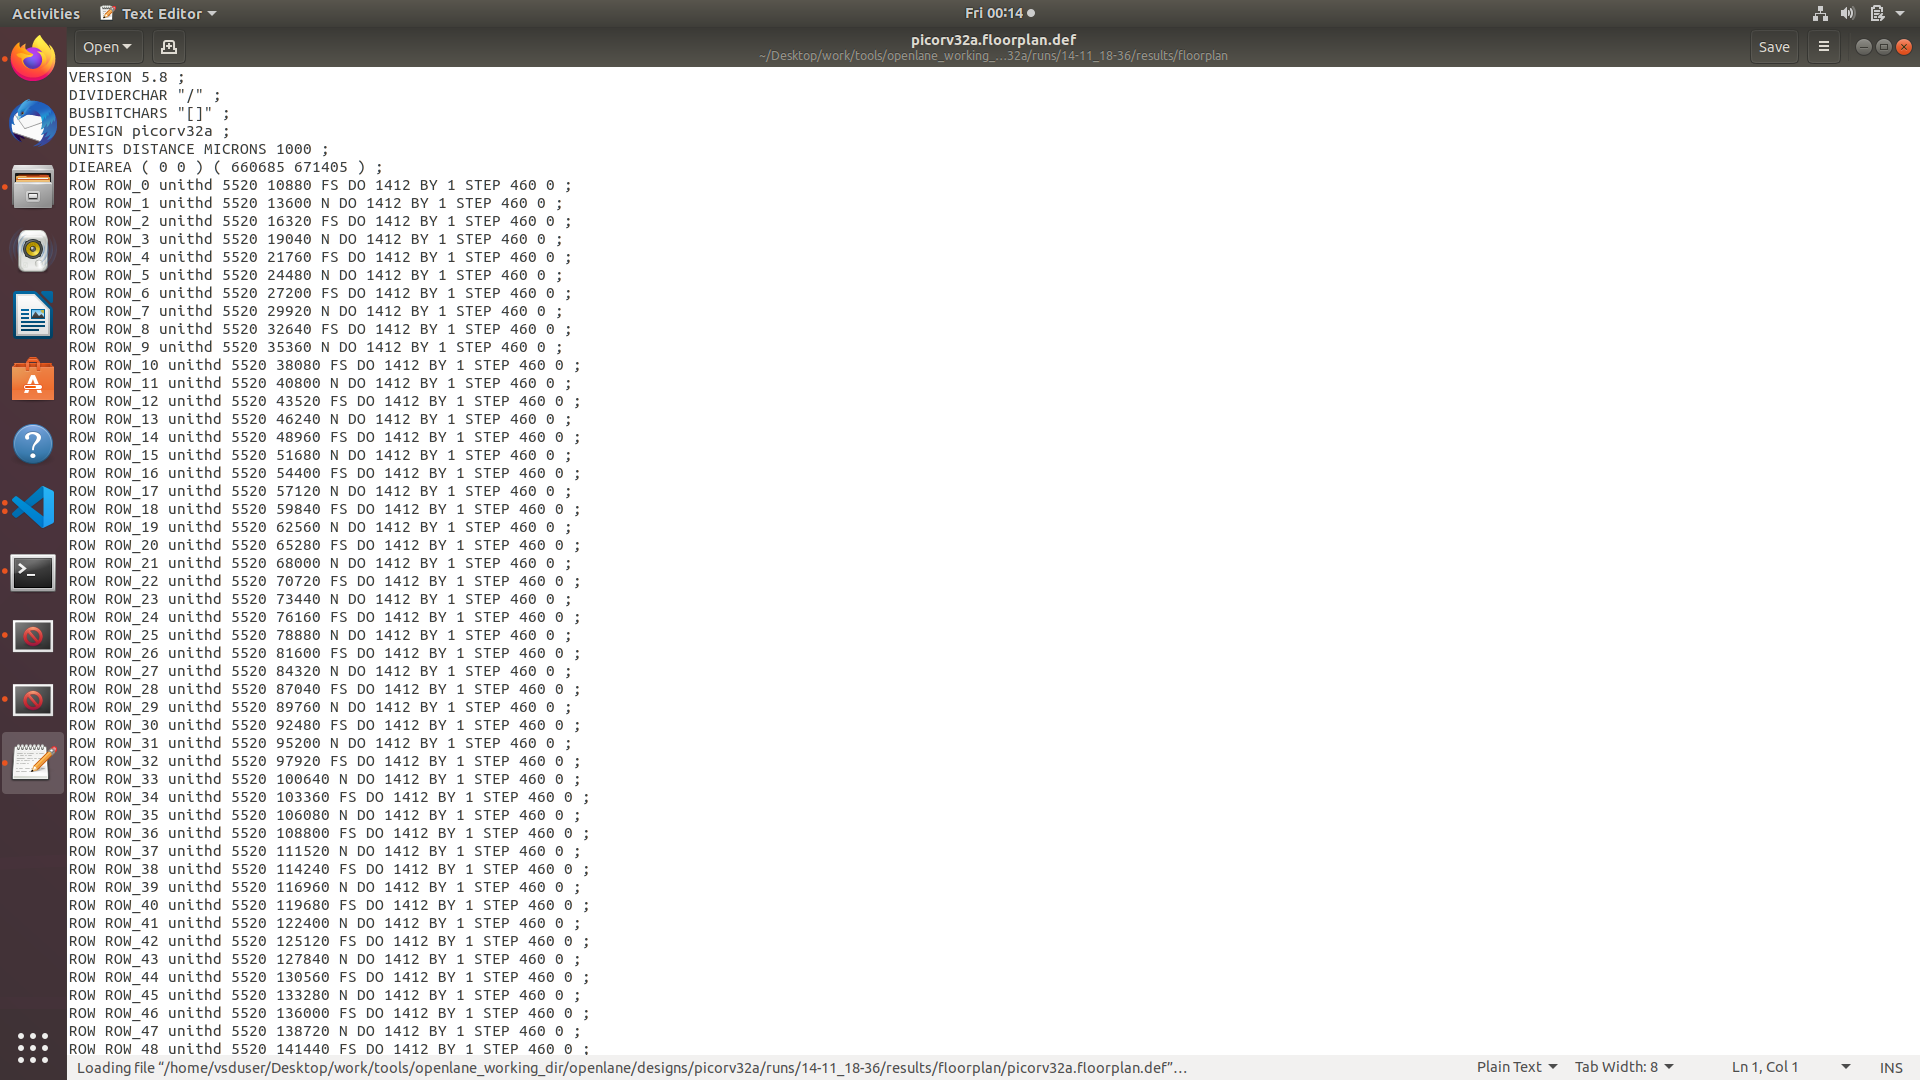 Activities
Text Editor
Fri 00:14
Open
picorv32a.floorplan.def
~/Desktop/work/tools/openlane_working_…32a/runs/14-11_18-36/results/floorplan
Save
VERSION 5.8 ;
DIVIDERCHAR "/" ;
BUSBITCHARS "[]" ;
DESIGN picorv32a ;
UNITS DISTANCE MICRONS 1000 ;
DIEAREA ( 0 0 ) ( 660685 671405 ) ;
ROW ROW_0 unithd 5520 10880 FS DO 1412 BY 1 STEP 460 0 ;
ROW ROW_1 unithd 5520 13600 N DO 1412 BY 1 STEP 460 0 ;
ROW ROW_2 unithd 5520 16320 FS DO 1412 BY 1 STEP 460 0 ;
ROW ROW_3 unithd 5520 19040 N DO 1412 BY 1 STEP 460 0 ;
ROW ROW_4 unithd 5520 21760 FS DO 1412 BY 1 STEP 460 0 ;
ROW ROW_5 unithd 5520 24480 N DO 1412 BY 1 STEP 460 0 ;
ROW ROW_6 unithd 5520 27200 FS DO 1412 BY 1 STEP 460 0 ;
ROW ROW_7 unithd 5520 29920 N DO 1412 BY 1 STEP 460 0 ;
ROW ROW_8 unithd 5520 32640 FS DO 1412 BY 1 STEP 460 0 ;
ROW ROW_9 unithd 5520 35360 N DO 1412 BY 1 STEP 460 0 ;
ROW ROW_10 unithd 5520 38080 FS DO 1412 BY 1 STEP 460 0 ;
ROW ROW_11 unithd 5520 40800 N DO 1412 BY 1 STEP 460 0 ;
ROW ROW_12 unithd 5520 43520 FS DO 1412 BY 1 STEP 460 0 ;
ROW ROW_13 unithd 5520 46240 N DO 1412 BY 1 STEP 460 0 ;
ROW ROW_14 unithd 5520 48960 FS DO 1412 BY 1 STEP 460 0 ;
ROW ROW_15 unithd 5520 51680 N DO 1412 BY 1 STEP 460 0 ;
ROW ROW_16 unithd 5520 54400 FS DO 1412 BY 1 STEP 460 0 ;
ROW ROW_17 unithd 5520 57120 N DO 1412 BY 1 STEP 460 0 ;
ROW ROW_18 unithd 5520 59840 FS DO 1412 BY 1 STEP 460 0 ;
ROW ROW_19 unithd 5520 62560 N DO 1412 BY 1 STEP 460 0 ;
ROW ROW_20 unithd 5520 65280 FS DO 1412 BY 1 STEP 460 0 ;
ROW ROW_21 unithd 5520 68000 N DO 1412 BY 1 STEP 460 0 ;
ROW ROW_22 unithd 5520 70720 FS DO 1412 BY 1 STEP 460 0 ;
ROW ROW_23 unithd 5520 73440 N DO 1412 BY 1 STEP 460 0 ;
ROW ROW_24 unithd 5520 76160 FS DO 1412 BY 1 STEP 460 0 ;
ROW ROW_25 unithd 5520 78880 N DO 1412 BY 1 STEP 460 0 ;
ROW ROW_26 unithd 5520 81600 FS DO 1412 BY 1 STEP 460 0 ;
ROW ROW_27 unithd 5520 84320 N DO 1412 BY 1 STEP 460 0 ;
ROW ROW_28 unithd 5520 87040 FS DO 1412 BY 1 STEP 460 0 ;
ROW ROW_29 unithd 5520 89760 N DO 1412 BY 1 STEP 460 0 ;
ROW ROW_30 unithd 5520 92480 FS DO 1412 BY 1 STEP 460 0 ;
ROW ROW_31 unithd 5520 95200 N DO 1412 BY 1 STEP 460 0 ;
ROW ROW_32 unithd 5520 97920 FS DO 1412 BY 1 STEP 460 0 ;
ROW ROW_33 unithd 5520 100640 N DO 1412 BY 1 STEP 460 0 ;
ROW ROW_34 unithd 5520 103360 FS DO 1412 BY 1 STEP 460 0 ;
ROW ROW_35 unithd 5520 106080 N DO 1412 BY 1 STEP 460 0 ;
ROW ROW_36 unithd 5520 108800 FS DO 1412 BY 1 STEP 460 0 ;
ROW ROW_37 unithd 5520 111520 N DO 1412 BY 1 STEP 460 0 ;
ROW ROW_38 unithd 5520 114240 FS DO 1412 BY 1 STEP 460 0 ;
ROW ROW_39 unithd 5520 116960 N DO 1412 BY 1 STEP 460 0 ;
ROW ROW_40 unithd 5520 119680 FS DO 1412 BY 1 STEP 460 0 ;
ROW ROW_41 unithd 5520 122400 N DO 1412 BY 1 STEP 460 0 ;
ROW ROW_42 unithd 5520 125120 FS DO 1412 BY 1 STEP 460 0 ;
ROW ROW_43 unithd 5520 127840 N DO 1412 BY 1 STEP 460 0 ;
ROW ROW_44 unithd 5520 130560 FS DO 1412 BY 1 STEP 460 0 ;
ROW ROW_45 unithd 5520 133280 N DO 1412 BY 1 STEP 460 0 ;
ROW ROW_46 unithd 5520 136000 FS DO 1412 BY 1 STEP 460 0 ;
ROW ROW_47 unithd 5520 138720 N DO 1412 BY 1 STEP 460 0 ;
ROW ROW_48 unithd 5520 141440 FS DO 1412 BY 1 STEP 460 0 ;
Loading file “/home/vsduser/Desktop/work/tools/openlane_working_dir/openlane/designs/picorv32a/runs/14-11_18-36/results/floorplan/picorv32a.floorplan.def”…
Plain Text
Tab Width: 8
Ln 1, Col 1
INS